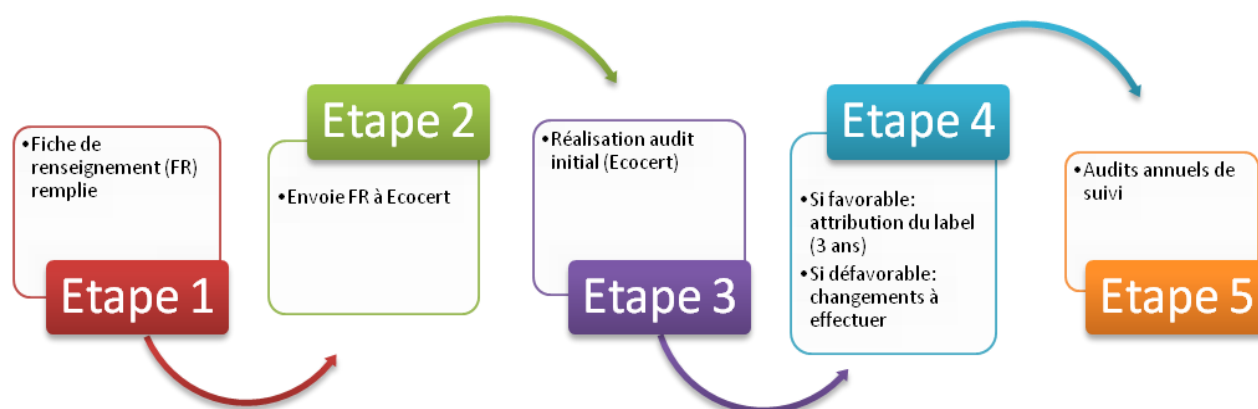 •Fiche de
renseignement (FR)
remplie
Etape 1
Etape 2
•Envoie FR à Ecocert
•Réalisation audit
initial (Ecocert)
Etape 3
Etape 4
•Si favorable:
attribution du label
(3 ans)
•Si défavorable:
changements à
effectuer
•Audits annuels de
suivi
Etape 5